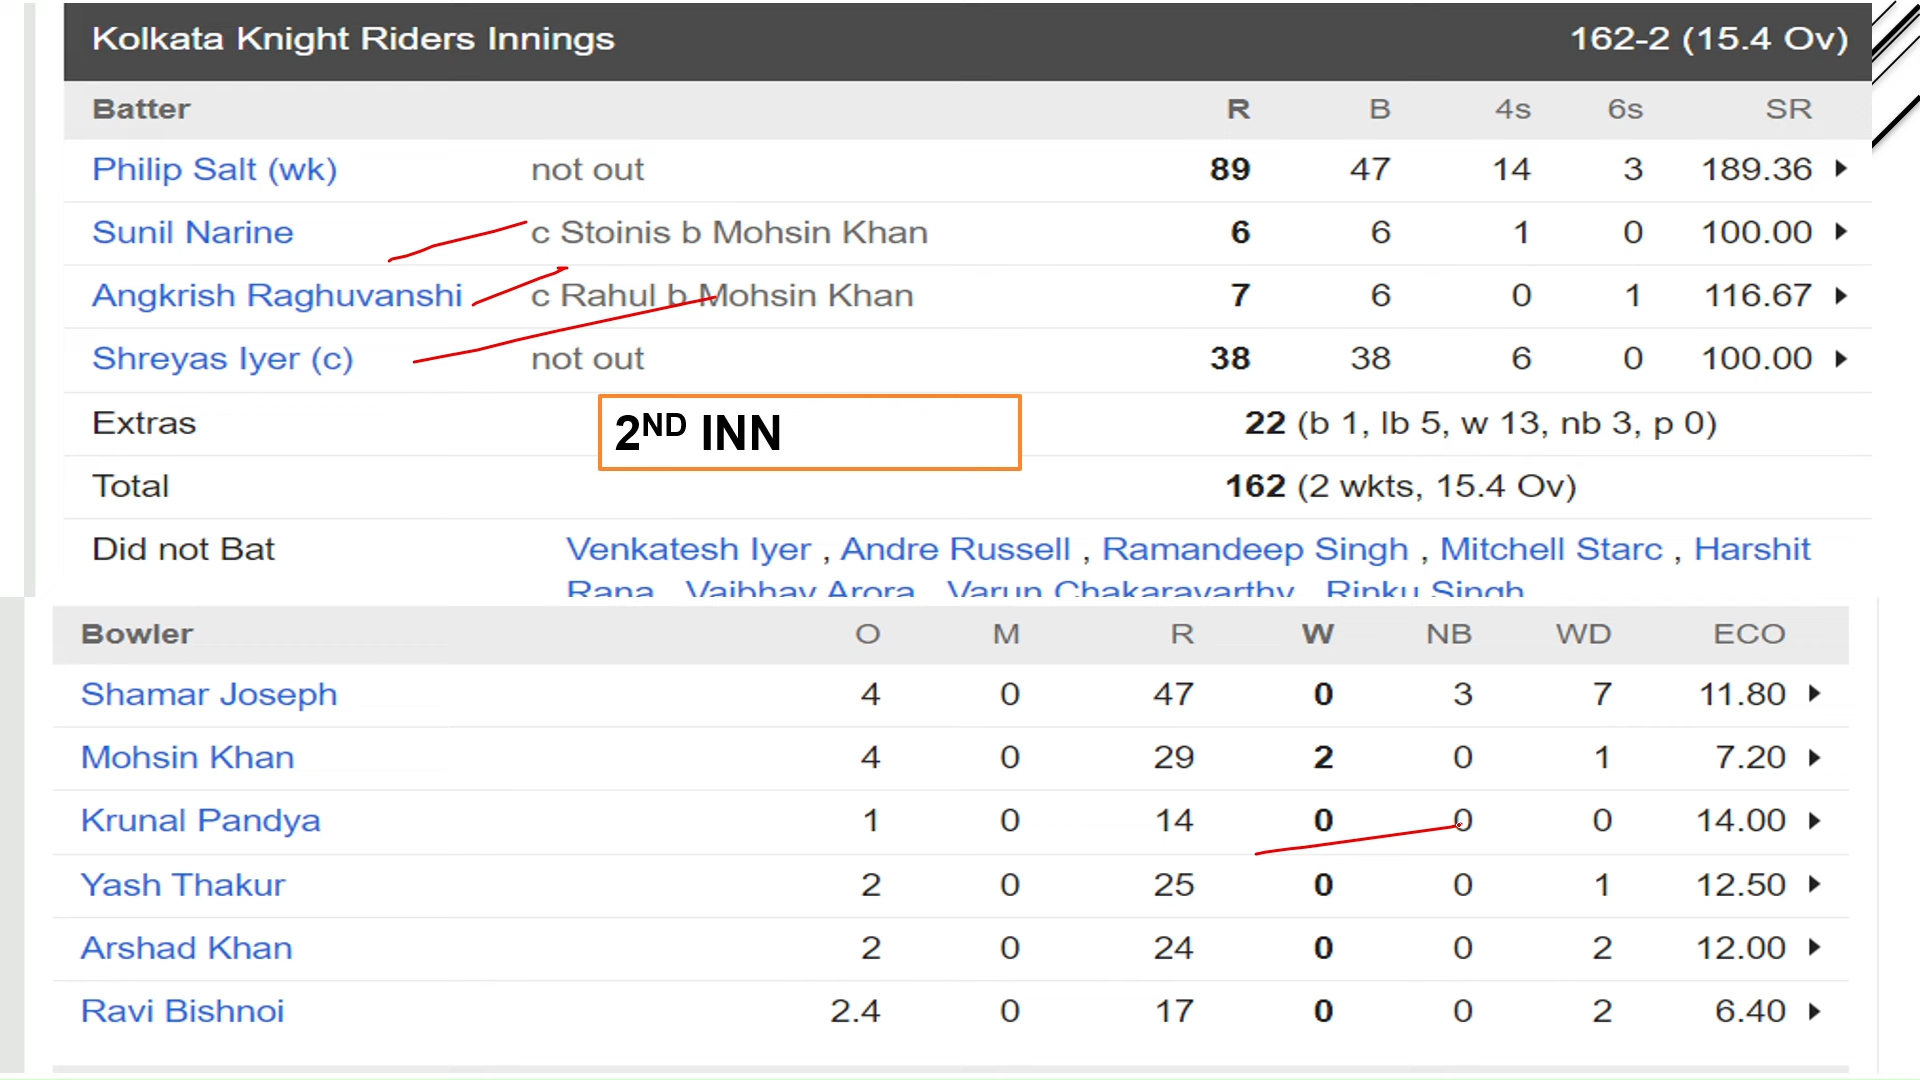 Kolkata Knight Riders Innings 162-2 (15.4 Ov)
Batter R B 4s 6s SR
Philip Salt (wk) not out 89 47 14 3 189.36
Sunil Narine c Stoinis b Mohsin Khan 6 6 1 0 100.00
Angkrish Raghuvanshi c Rahul b Mohsin Khan 7 6 0 1 116.67
Shreyas Iyer (c) not out 38 38 6 0 100.00
Extras 22 (b 1, lb 5, w 13, nb 3, p 0)
2ND INN
Total 162 (2 wkts, 15.4 Ov)
Did not Bat Venkatesh Iyer , Andre Russell , Ramandeep Singh , Mitchell Starc , Harshit
Rana Vaibhav Arora Varun Chakaravarthy Rinku Singh
Bowler O M R W NB WD ECO
Shamar Joseph 4 0 47 0 3 7 11.80
Mohsin Khan 4 0 29 2 0 1 7.20
Krunal Pandya 1 0 14 0 0 0 14.00
Yash Thakur 2 0 25 0 0 1 12.50
Arshad Khan 2 0 24 0 0 2 12.00
Ravi Bishnoi 2.4 0 17 0 0 2 6.40